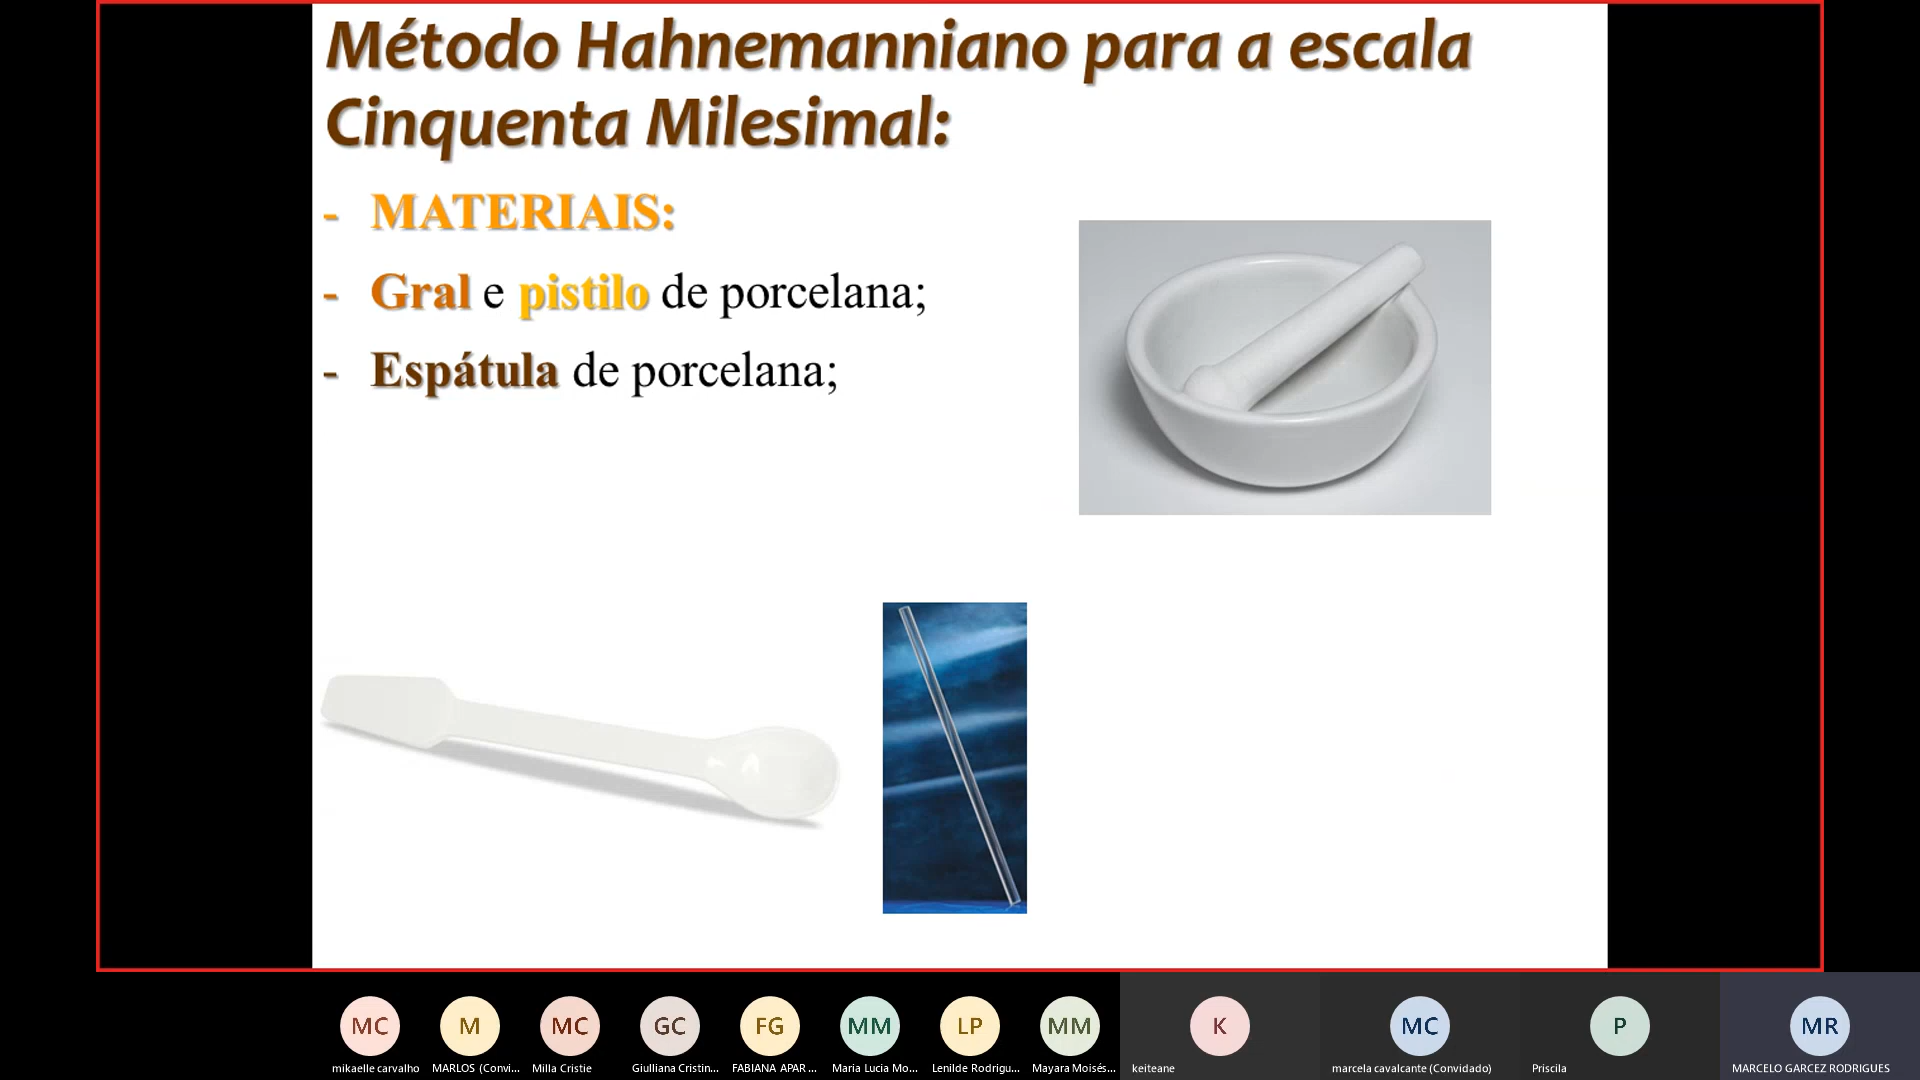 Método Hahnemanniano para a escala
Cinquenta Milesimal:
- MATERIAIS:
- Gral e pistilo de porcelana;
- Espátula de porcelana;
MC M MC GC FG MM LP MM K MC P MR
mikaelle carvalho MARLOS (Convi... Milla Cristie Giulliana Cristin... FABIANA APAR ... Maria Lucia Mo... Lenilde Rodrigu... Mayara Moisés... keiteane marcela cavalcante (Convidado) Priscila MARCELO GARCEZ RODRIGUES